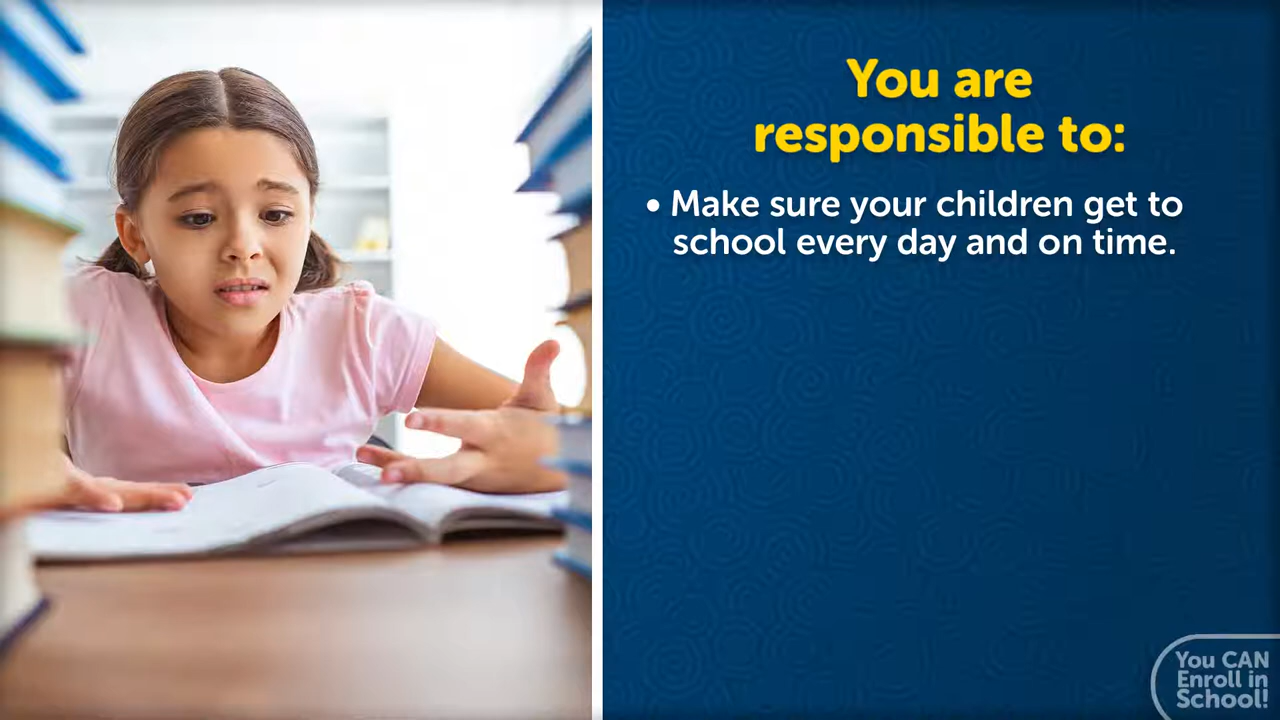 You are
responsible to:
• Make sure your children get to
school every day and on time.
You CAN
Enroll in
School!